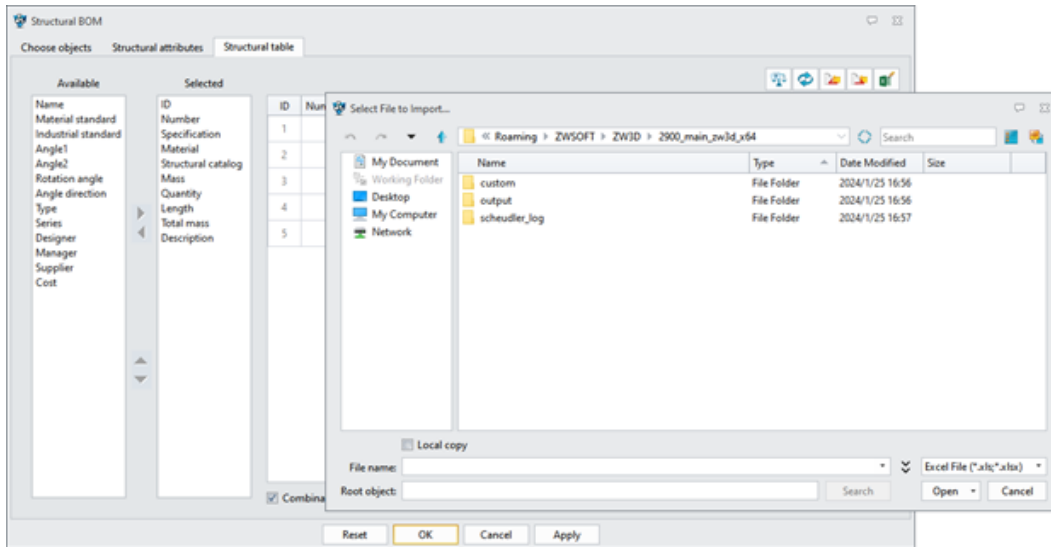 Structural BOM
Choose objects Structural attributes Structural table
Available Selected
Name
Material standard
Industrial standard
Angle1
Angle2
Rotation angle
Angle direction
Type
Series
Designer
Manager
Supplier
Cost
ID
Number
Specification
Material
Structural catalog
Mass
Quantity
Length
Total mass
Description
ID Num
1
2
3
4
5
Combina
Select File to Import...
« Roaming ZWSOFT ZW3D 2900_main_zw3d_x64 Search
My Document
Working Folder
Desktop
My Computer
Network
Name Type Date Modified Size
custom File Folder 2024/1/25 16:56
output File Folder 2024/1/25 16:56
scheudler_log File Folder 2024/1/25 16:57
Local copy
File name: Excel File (*.xls;*.xlsx)
Root object: Search Open Cancel
Reset OK Cancel Apply